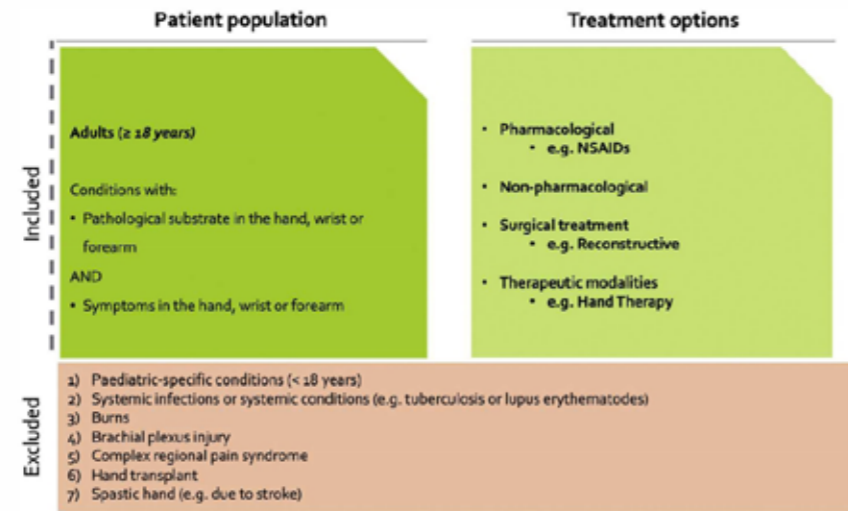 Patient population
Treatment options
Included
Adults (≥ 18 years)
Conditions with:
• Pathological substrate in the hand, wrist or
forearm
AND
• Symptoms in the hand, wrist or forearm
• Pharmacological
• e.g. NSAIDs
• Non-pharmacological
• Surgical treatment
• e.g. Reconstructive
• Therapeutic modalities
• e.g. Hand Therapy
Excluded
1) Paediatric-specific conditions (< 18 years)
2) Systemic infections or systemic conditions (e.g. tuberculosis or lupus erythematodes)
3) Burns
4) Brachial plexus injury
5) Complex regional pain syndrome
6) Hand transplant
7) Spastic hand (e.g. due to stroke)